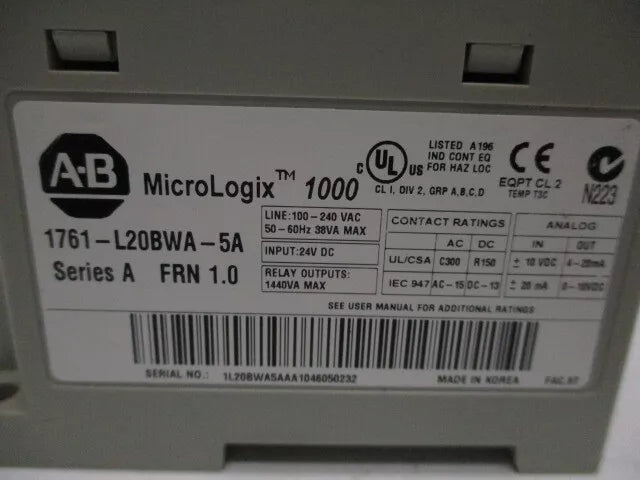 A-B
MicroLogix™ 1000
1761-L20BWA-5A
Series A FRN 1.0
C UL US
LISTED A196
IND CONT EQ
FOR HAZ LOC
CL I, DIV 2, GRP A,B,C,D
CE
EQPT CL 2
TEMP T3C
N223
LINE:100-240 VAC
50-60Hz 38VA MAX
INPUT:24V DC
RELAY OUTPUTS:
1440VA MAX
CONTACT RATINGS
AC DC
UL/CSA C300 R150
IEC 947 AC-15 DC-13
ANALOG
IN OUT
± 10 VDC 4-20mA
± 20 mA 0-10VDC
SEE USER MANUAL FOR ADDITIONAL RATINGS
SERIAL NO.: 1L20BWA5AAA1046050232
MADE IN KOREA
FAC.